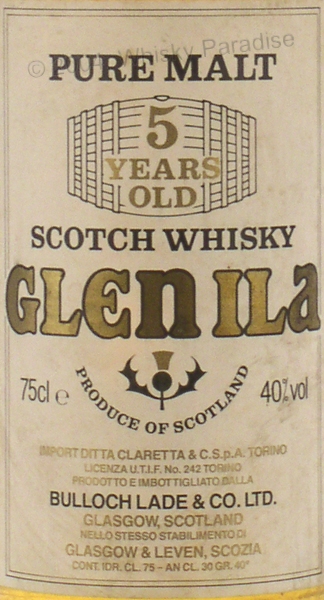 Whisky Paradise
PURE MALT
5
YEARS
OLD
SCOTCH WHISKY
GLEN ILA
75cl e
PRODUCE OF SCOTLAND
40%vol
IMPORT DITTA CLARETTA & C.S.p.A. TORINO
LICENZA U.T.I.F. No. 242 TORINO
PRODOTTO E IMBOTTIGLIATO DALLA
BULLOCH LADE & CO. LTD.
GLASGOW, SCOTLAND
NELLO STESSO STABILIMENTO DI
GLASGOW & LEVEN, SCOZIA
CONT. IDR. CL. 75 – AN CL. 30 GR. 40°